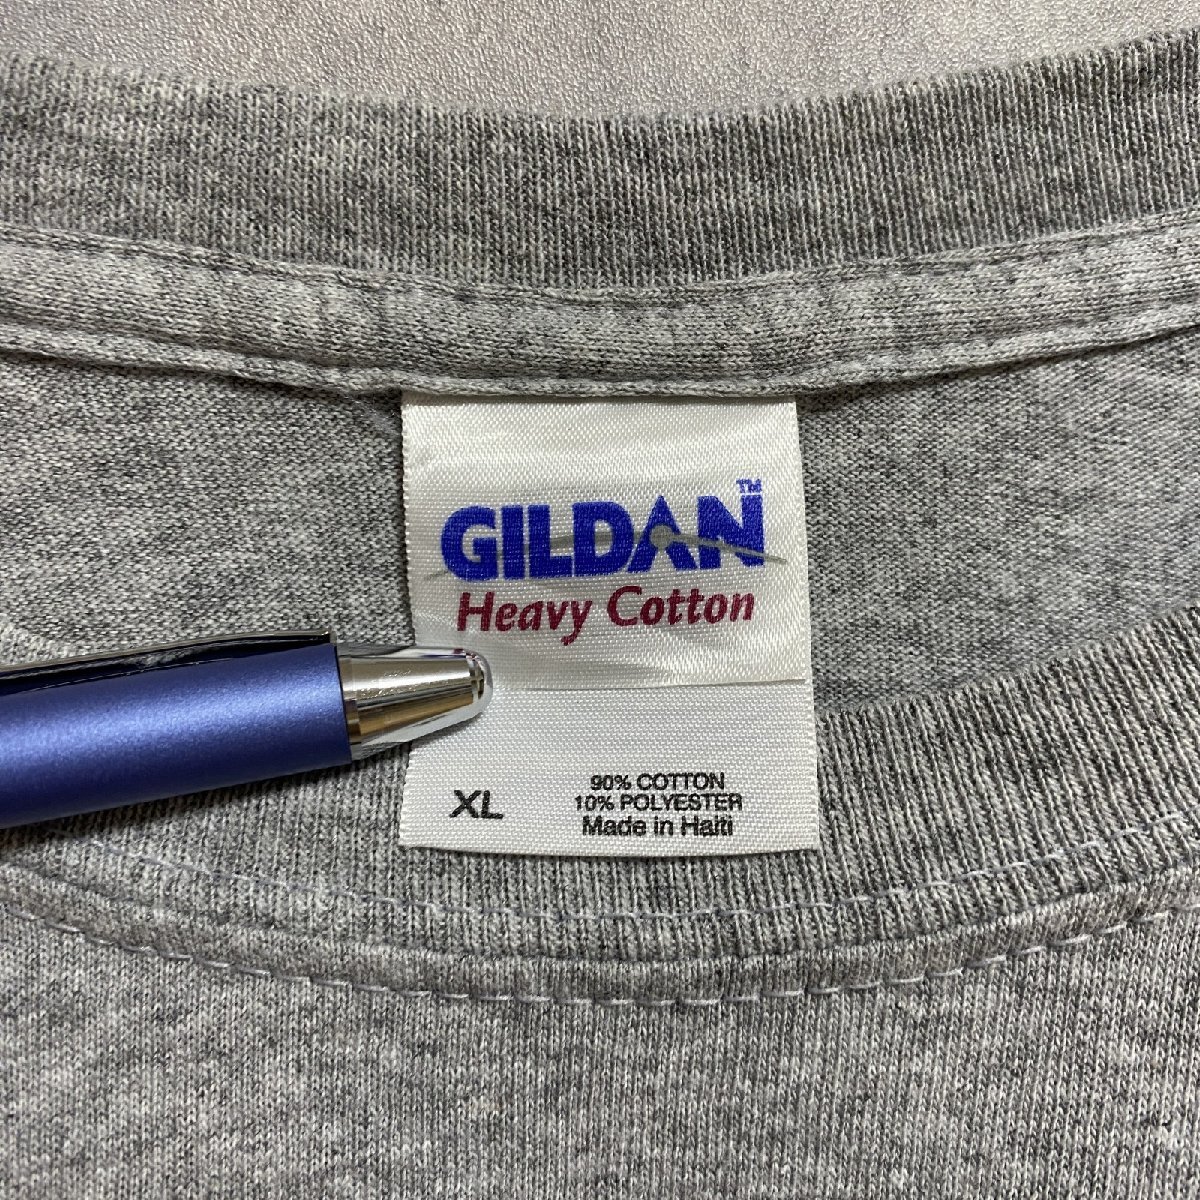 GILDAN™
Heavy Cotton
XL
90% COTTON
10% POLYESTER
Made in Haiti